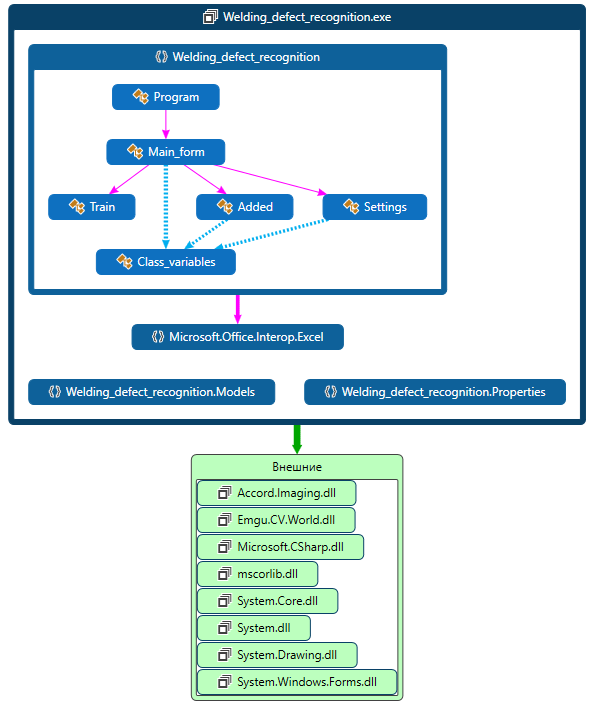 Welding_defect_recognition.exe
Welding_defect_recognition
Program
Main_form
Train
Added
Settings
Class_variables
Microsoft.Office.Interop.Excel
Welding_defect_recognition.Models
Welding_defect_recognition.Properties
Внешние
Accord.Imaging.dll
Emgu.CV.World.dll
Microsoft.CSharp.dll
mscorlib.dll
System.Core.dll
System.dll
System.Drawing.dll
System.Windows.Forms.dll